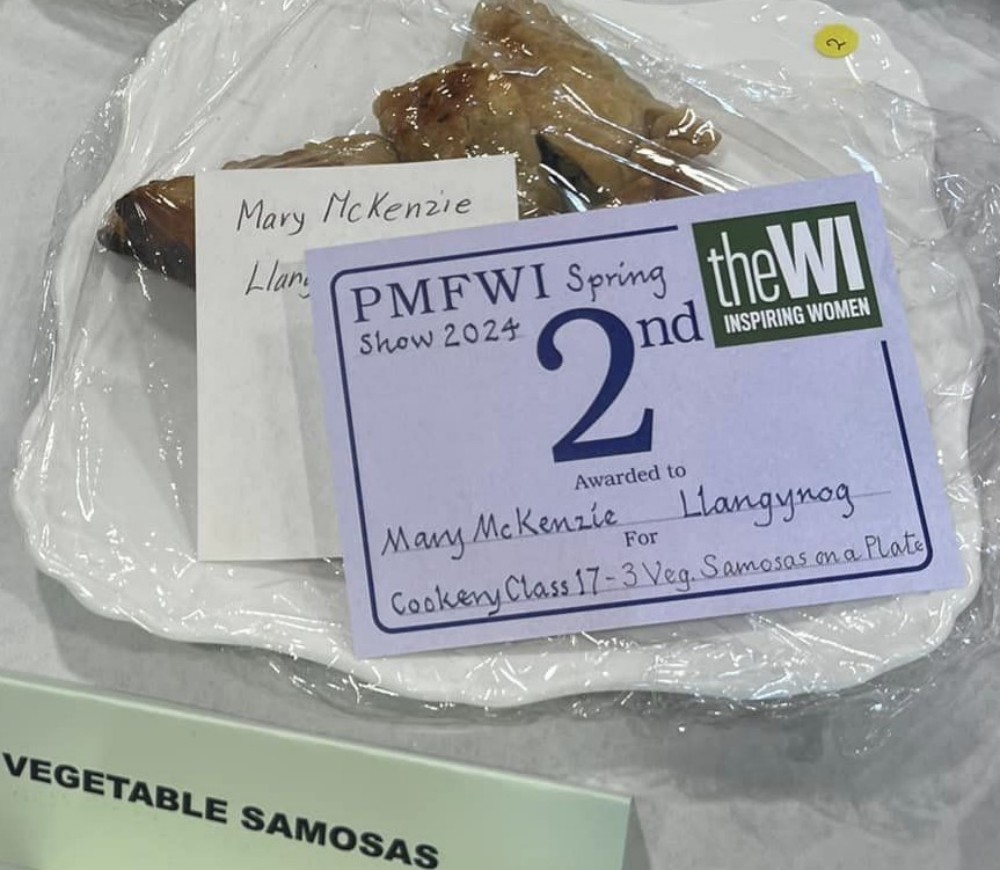 2
Mary McKenzie
Llang
PMFWI Spring
Show 2024
2nd
theWI
INSPIRING WOMEN
Awarded to
Mary McKenzie Llangynog
For
Cookery Class 17 - 3 Veg. Samosas on a Plate
VEGETABLE SAMOSAS